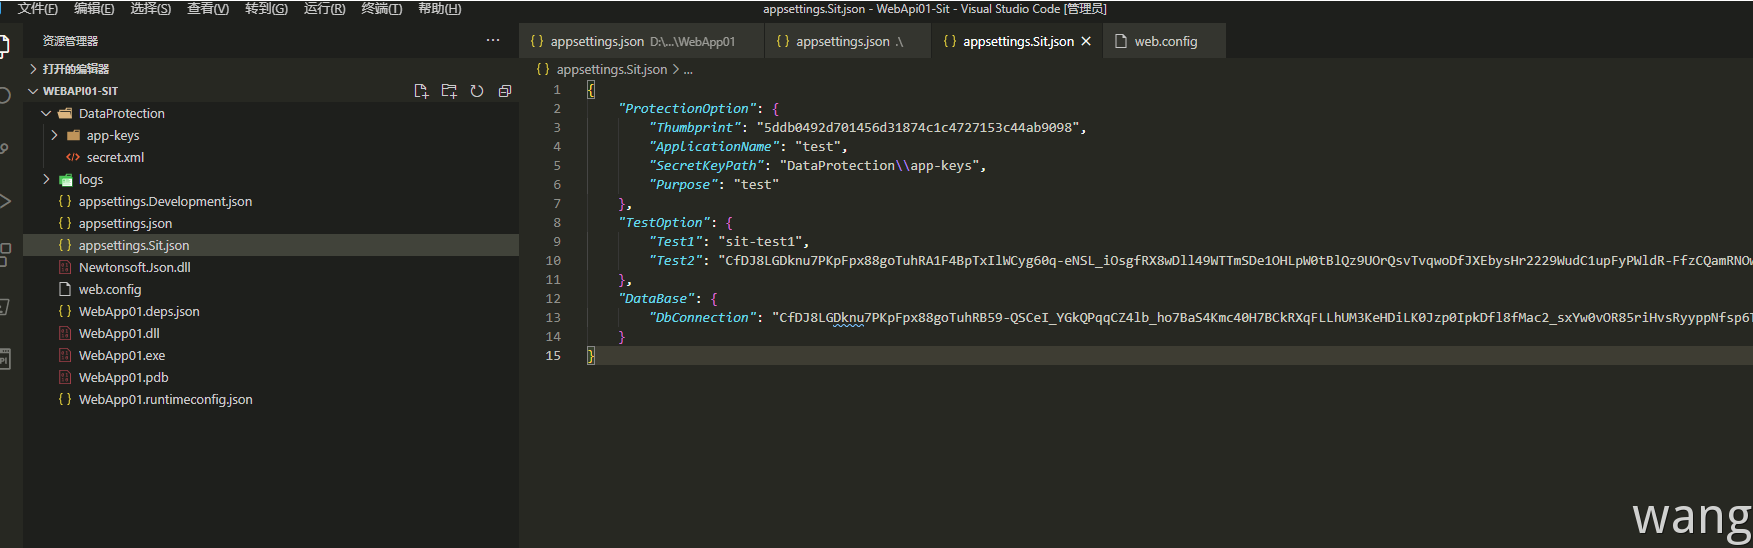 文件(F) 编辑(E) 选择(S) 查看(V) 转到(G) 运行(R) 终端(T) 帮助(H)
appsettings.Sit.json - WebApi01-Sit - Visual Studio Code [管理员]
资源管理器 ···
打开的编辑器
WEBAPI01-SIT
DataProtection
app-keys
secret.xml
logs
{} appsettings.Development.json
{} appsettings.json
{} appsettings.Sit.json
Newtonsoft.Json.dll
web.config
{} WebApp01.deps.json
WebApp01.dll
WebApp01.exe
WebApp01.pdb
{} WebApp01.runtimeconfig.json
{} appsettings.json D:\...\WebApp01
{} appsettings.json .\
{} appsettings.Sit.json ×
web.config
{} appsettings.Sit.json > ...
1 {
2 "ProtectionOption": {
3 "Thumbprint": "5ddb0492d701456d31874c1c4727153c44ab9098",
4 "ApplicationName": "test",
5 "SecretKeyPath": "DataProtection\\app-keys",
6 "Purpose": "test"
7 },
8 "TestOption": {
9 "Test1": "sit-test1",
10 "Test2": "CfDJ8LGDknu7PKpFpx88goTuhRA1F4BpTxIlWCyg60q-eNSL_iOsgfRX8wDll49WTTmSDe1OHLpW0tBlQz9UOrQsvTvqwoDfJXEbysHr2229WudC1upFyPWldR-FfzCQamRNOw
11 },
12 "DataBase": {
13 "DbConnection": "CfDJ8LGDknu7PKpFpx88goTuhRB59-QSCeI_YGkQPqqCZ4lb_ho7BaS4Kmc40H7BCkRXqFLLhUM3KeHDiLK0Jzp0IpkDfl8fMac2_sxYw0vOR85riHvsRyyppNfsp6T
14 }
15 }
wang